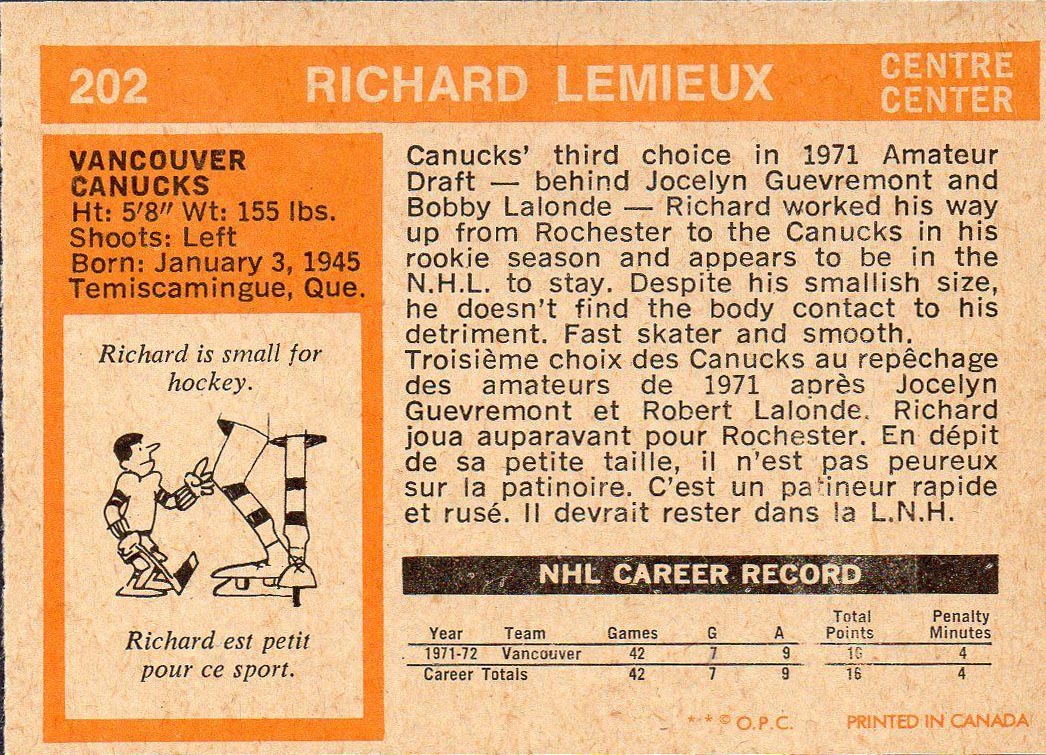 202 RICHARD LEMIEUX CENTRE
CENTER
VANCOUVER
CANUCKS
Ht: 5'8" Wt: 155 lbs.
Shoots: Left
Born: January 3, 1945
Temiscamingue, Que.
Richard is small for
hockey.
Richard est petit
pour ce sport.
Canucks' third choice in 1971 Amateur
Draft — behind Jocelyn Guevremont and
Bobby Lalonde — Richard worked his way
up from Rochester to the Canucks in his
rookie season and appears to be in the
N.H.L. to stay. Despite his smallish size,
he doesn't find the body contact to his
detriment. Fast skater and smooth.
Troisième choix des Canucks au repêchage
des amateurs de 1971 après Jocelyn
Guevremont et Robert Lalonde. Richard
joua auparavant pour Rochester. En dépit
de sa petite taille, il n'est pas peureux
sur la patinoire. C'est un patineur rapide
et rusé. Il devrait rester dans la L.N.H.
NHL CAREER RECORD
Year Team Games G A Total Points Penalty Minutes
1971-72 Vancouver 42 7 9 16 4
Career Totals 42 7 9 16 4
* * © O.P.C. PRINTED IN CANADA